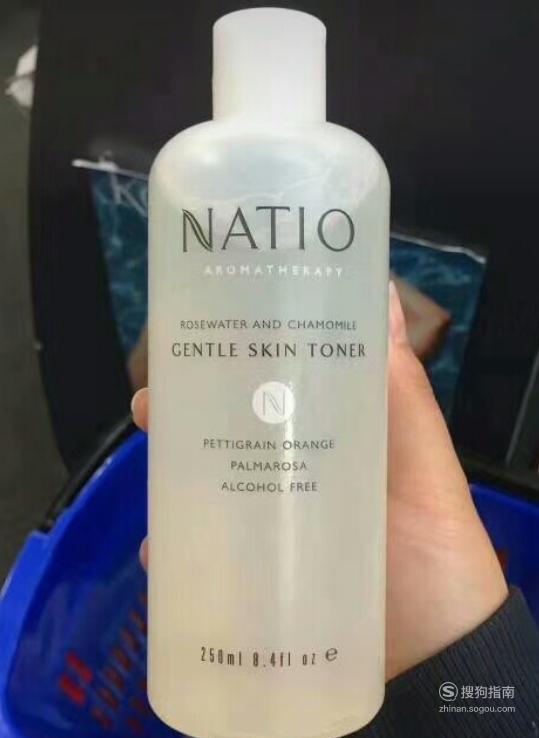 NATIO
AROMATHERAPY
ROSEWATER AND CHAMOMILE
GENTLE SKIN TONER
N
PETTIGRAIN ORANGE
PALMAROSA
ALCOHOL FREE
250ml 8.4fl oz e
搜狗指南
zhinan.sogou.com